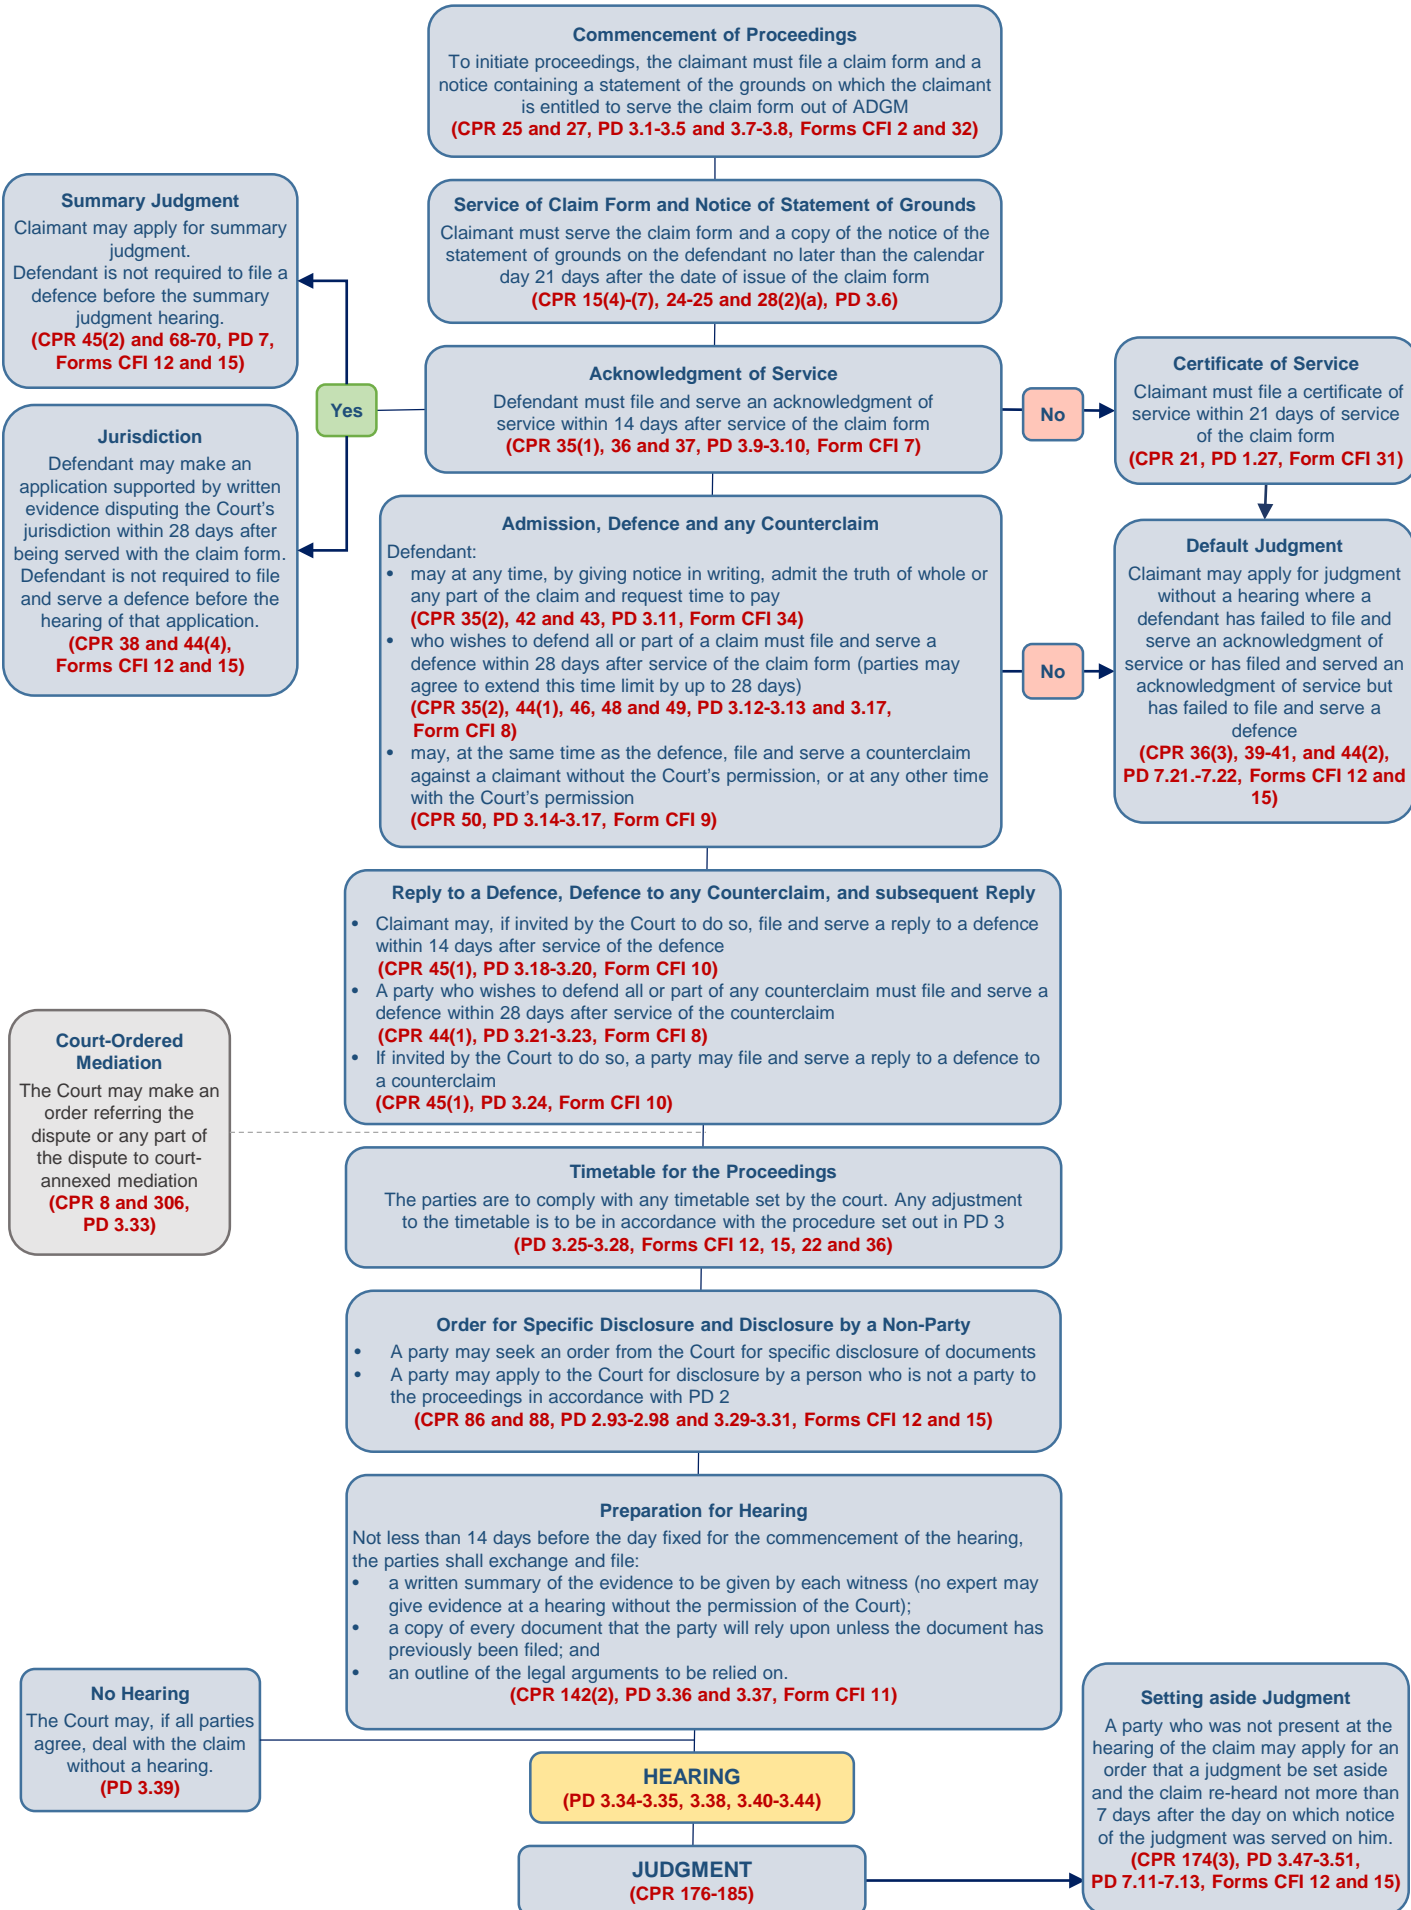 Commencement of Proceedings
To initiate proceedings, the claimant must file a claim form and a
notice containing a statement of the grounds on which the claimant
is entitled to serve the claim form out of ADGM
(CPR 25 and 27, PD 3.1-3.5 and 3.7-3.8, Forms CFI 2 and 32)
Service of Claim Form and Notice of Statement of Grounds
Claimant must serve the claim form and a copy of the notice of the
statement of grounds on the defendant no later than the calendar
day 21 days after the date of issue of the claim form
(CPR 15(4)-(7), 24-25 and 28(2)(a), PD 3.6)
Summary Judgment
Claimant may apply for summary
judgment.
Defendant is not required to file a
defence before the summary
judgment hearing.
(CPR 45(2) and 68-70, PD 7,
Forms CFI 12 and 15)
Yes
Acknowledgment of Service
Defendant must file and serve an acknowledgment of
service within 14 days after service of the claim form
(CPR 35(1), 36 and 37, PD 3.9-3.10, Form CFI 7)
No
Certificate of Service
Claimant must file a certificate of
service within 21 days of service
of the claim form
(CPR 21, PD 1.27, Form CFI 31)
Jurisdiction
Defendant may make an
application supported by written
evidence disputing the Court's
jurisdiction within 28 days after
being served with the claim form.
Defendant is not required to file
and serve a defence before the
hearing of that application.
(CPR 38 and 44(4),
Forms CFI 12 and 15)
Admission, Defence and any Counterclaim
Defendant:
• may at any time, by giving notice in writing, admit the truth of whole or
any part of the claim and request time to pay
(CPR 35(2), 42 and 43, PD 3.11, Form CFI 34)
• who wishes to defend all or part of a claim must file and serve a
defence within 28 days after service of the claim form (parties may
agree to extend this time limit by up to 28 days)
(CPR 35(2), 44(1), 46, 48 and 49, PD 3.12-3.13 and 3.17,
Form CFI 8)
• may, at the same time as the defence, file and serve a counterclaim
against a claimant without the Court's permission, or at any other time
with the Court's permission
(CPR 50, PD 3.14-3.17, Form CFI 9)
No
Default Judgment
Claimant may apply for judgment
without a hearing where a
defendant has failed to file and
serve an acknowledgment of
service or has filed and served an
acknowledgment of service but
has failed to file and serve a
defence
(CPR 36(3), 39-41, and 44(2),
PD 7.21.-7.22, Forms CFI 12 and
15)
Reply to a Defence, Defence to any Counterclaim, and subsequent Reply
• Claimant may, if invited by the Court to do so, file and serve a reply to a defence
within 14 days after service of the defence
(CPR 45(1), PD 3.18-3.20, Form CFI 10)
• A party who wishes to defend all or part of any counterclaim must file and serve a
defence within 28 days after service of the counterclaim
(CPR 44(1), PD 3.21-3.23, Form CFI 8)
• If invited by the Court to do so, a party may file and serve a reply to a defence to
a counterclaim
(CPR 45(1), PD 3.24, Form CFI 10)
Court-Ordered
Mediation
The Court may make an
order referring the
dispute or any part of
the dispute to court-
annexed mediation
(CPR 8 and 306,
PD 3.33)
Timetable for the Proceedings
The parties are to comply with any timetable set by the court. Any adjustment
to the timetable is to be in accordance with the procedure set out in PD 3
(PD 3.25-3.28, Forms CFI 12, 15, 22 and 36)
Order for Specific Disclosure and Disclosure by a Non-Party
• A party may seek an order from the Court for specific disclosure of documents
• A party may apply to the Court for disclosure by a person who is not a party to
the proceedings in accordance with PD 2
(CPR 86 and 88, PD 2.93-2.98 and 3.29-3.31, Forms CFI 12 and 15)
Preparation for Hearing
Not less than 14 days before the day fixed for the commencement of the hearing,
the parties shall exchange and file:
• a written summary of the evidence to be given by each witness (no expert may
give evidence at a hearing without the permission of the Court);
• a copy of every document that the party will rely upon unless the document has
previously been filed; and
• an outline of the legal arguments to be relied on.
(CPR 142(2), PD 3.36 and 3.37, Form CFI 11)
No Hearing
The Court may, if all parties
agree, deal with the claim
without a hearing.
(PD 3.39)
HEARING
(PD 3.34-3.35, 3.38, 3.40-3.44)
JUDGMENT
(CPR 176-185)
Setting aside Judgment
A party who was not present at the
hearing of the claim may apply for an
order that a judgment be set aside
and the claim re-heard not more than
7 days after the day on which notice
of the judgment was served on him.
(CPR 174(3), PD 3.47-3.51,
PD 7.11-7.13, Forms CFI 12 and 15)